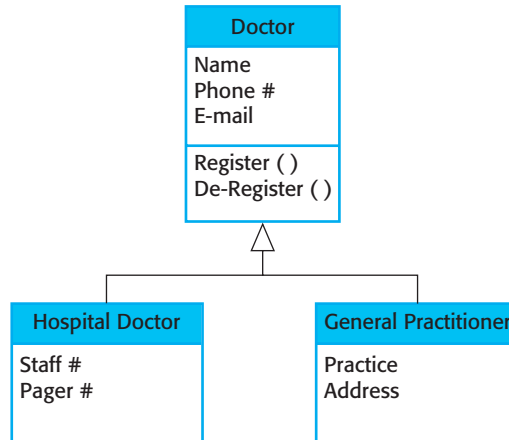 Doctor
Name
Phone #
E-mail
Register ( )
De-Register ( )
Hospital Doctor
Staff #
Pager #
General Practitioner
Practice
Address